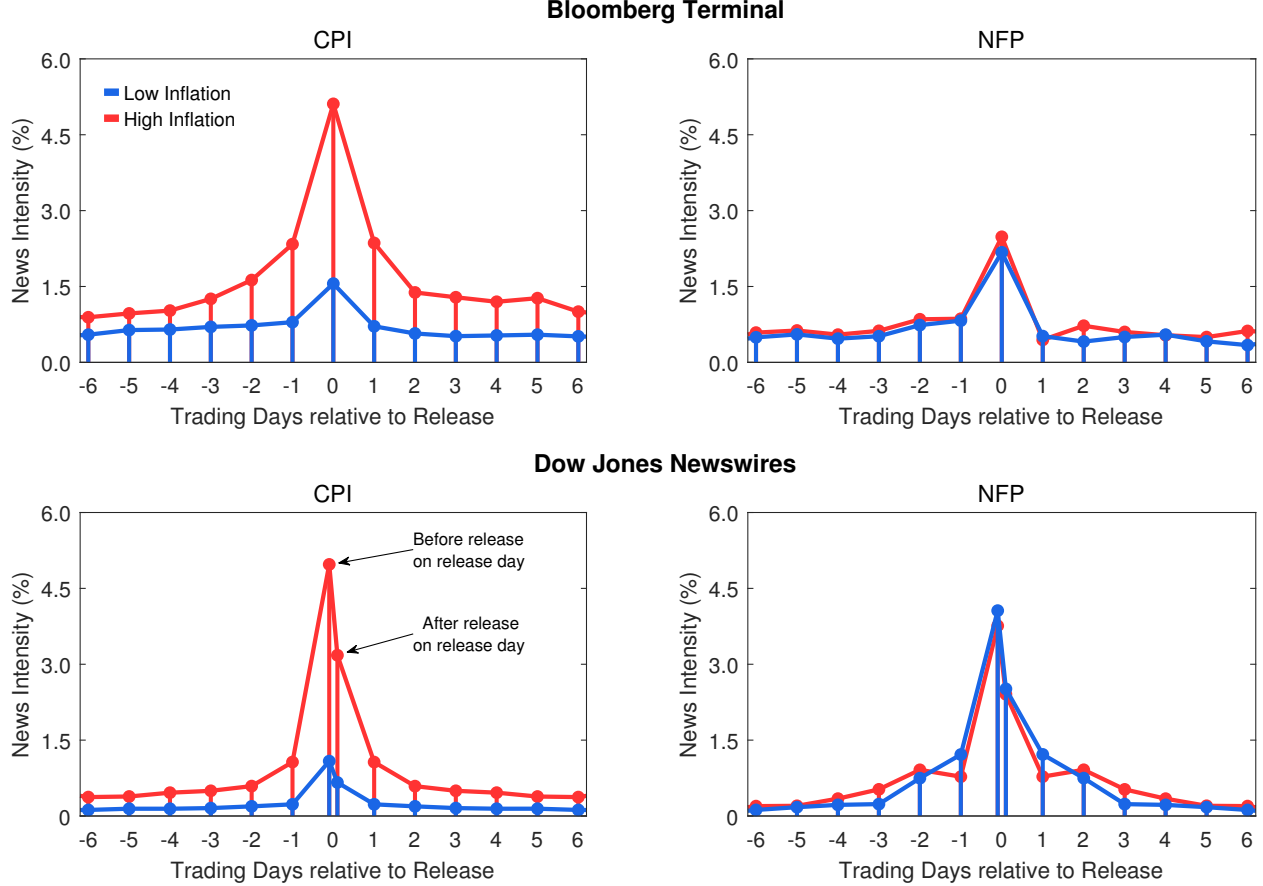 Bloomberg Terminal
CPI
NFP
6.0
4.5
3.0
1.5
0.0
News Intensity (%)
Low Inflation
High Inflation
-6 -5 -4 -3 -2 -1 0 1 2 3 4 5 6
Trading Days relative to Release
6.0
4.5
3.0
1.5
0.0
News Intensity (%)
-6 -5 -4 -3 -2 -1 0 1 2 3 4 5 6
Trading Days relative to Release
Dow Jones Newswires
CPI
NFP
6.0
4.5
3.0
1.5
0
News Intensity (%)
Before release
on release day
After release
on release day
-6 -5 -4 -3 -2 -1 0 1 2 3 4 5 6
Trading Days relative to Release
6.0
4.5
3.0
1.5
0
News Intensity (%)
-6 -5 -4 -3 -2 -1 0 1 2 3 4 5 6
Trading Days relative to Release